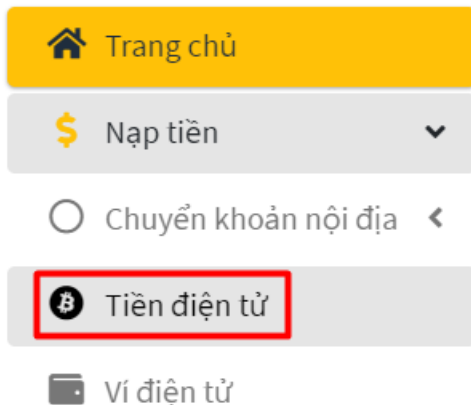 Trang chủ
Nạp tiền
Chuyển khoản nội địa
Tiền điện tử
Ví điện tử